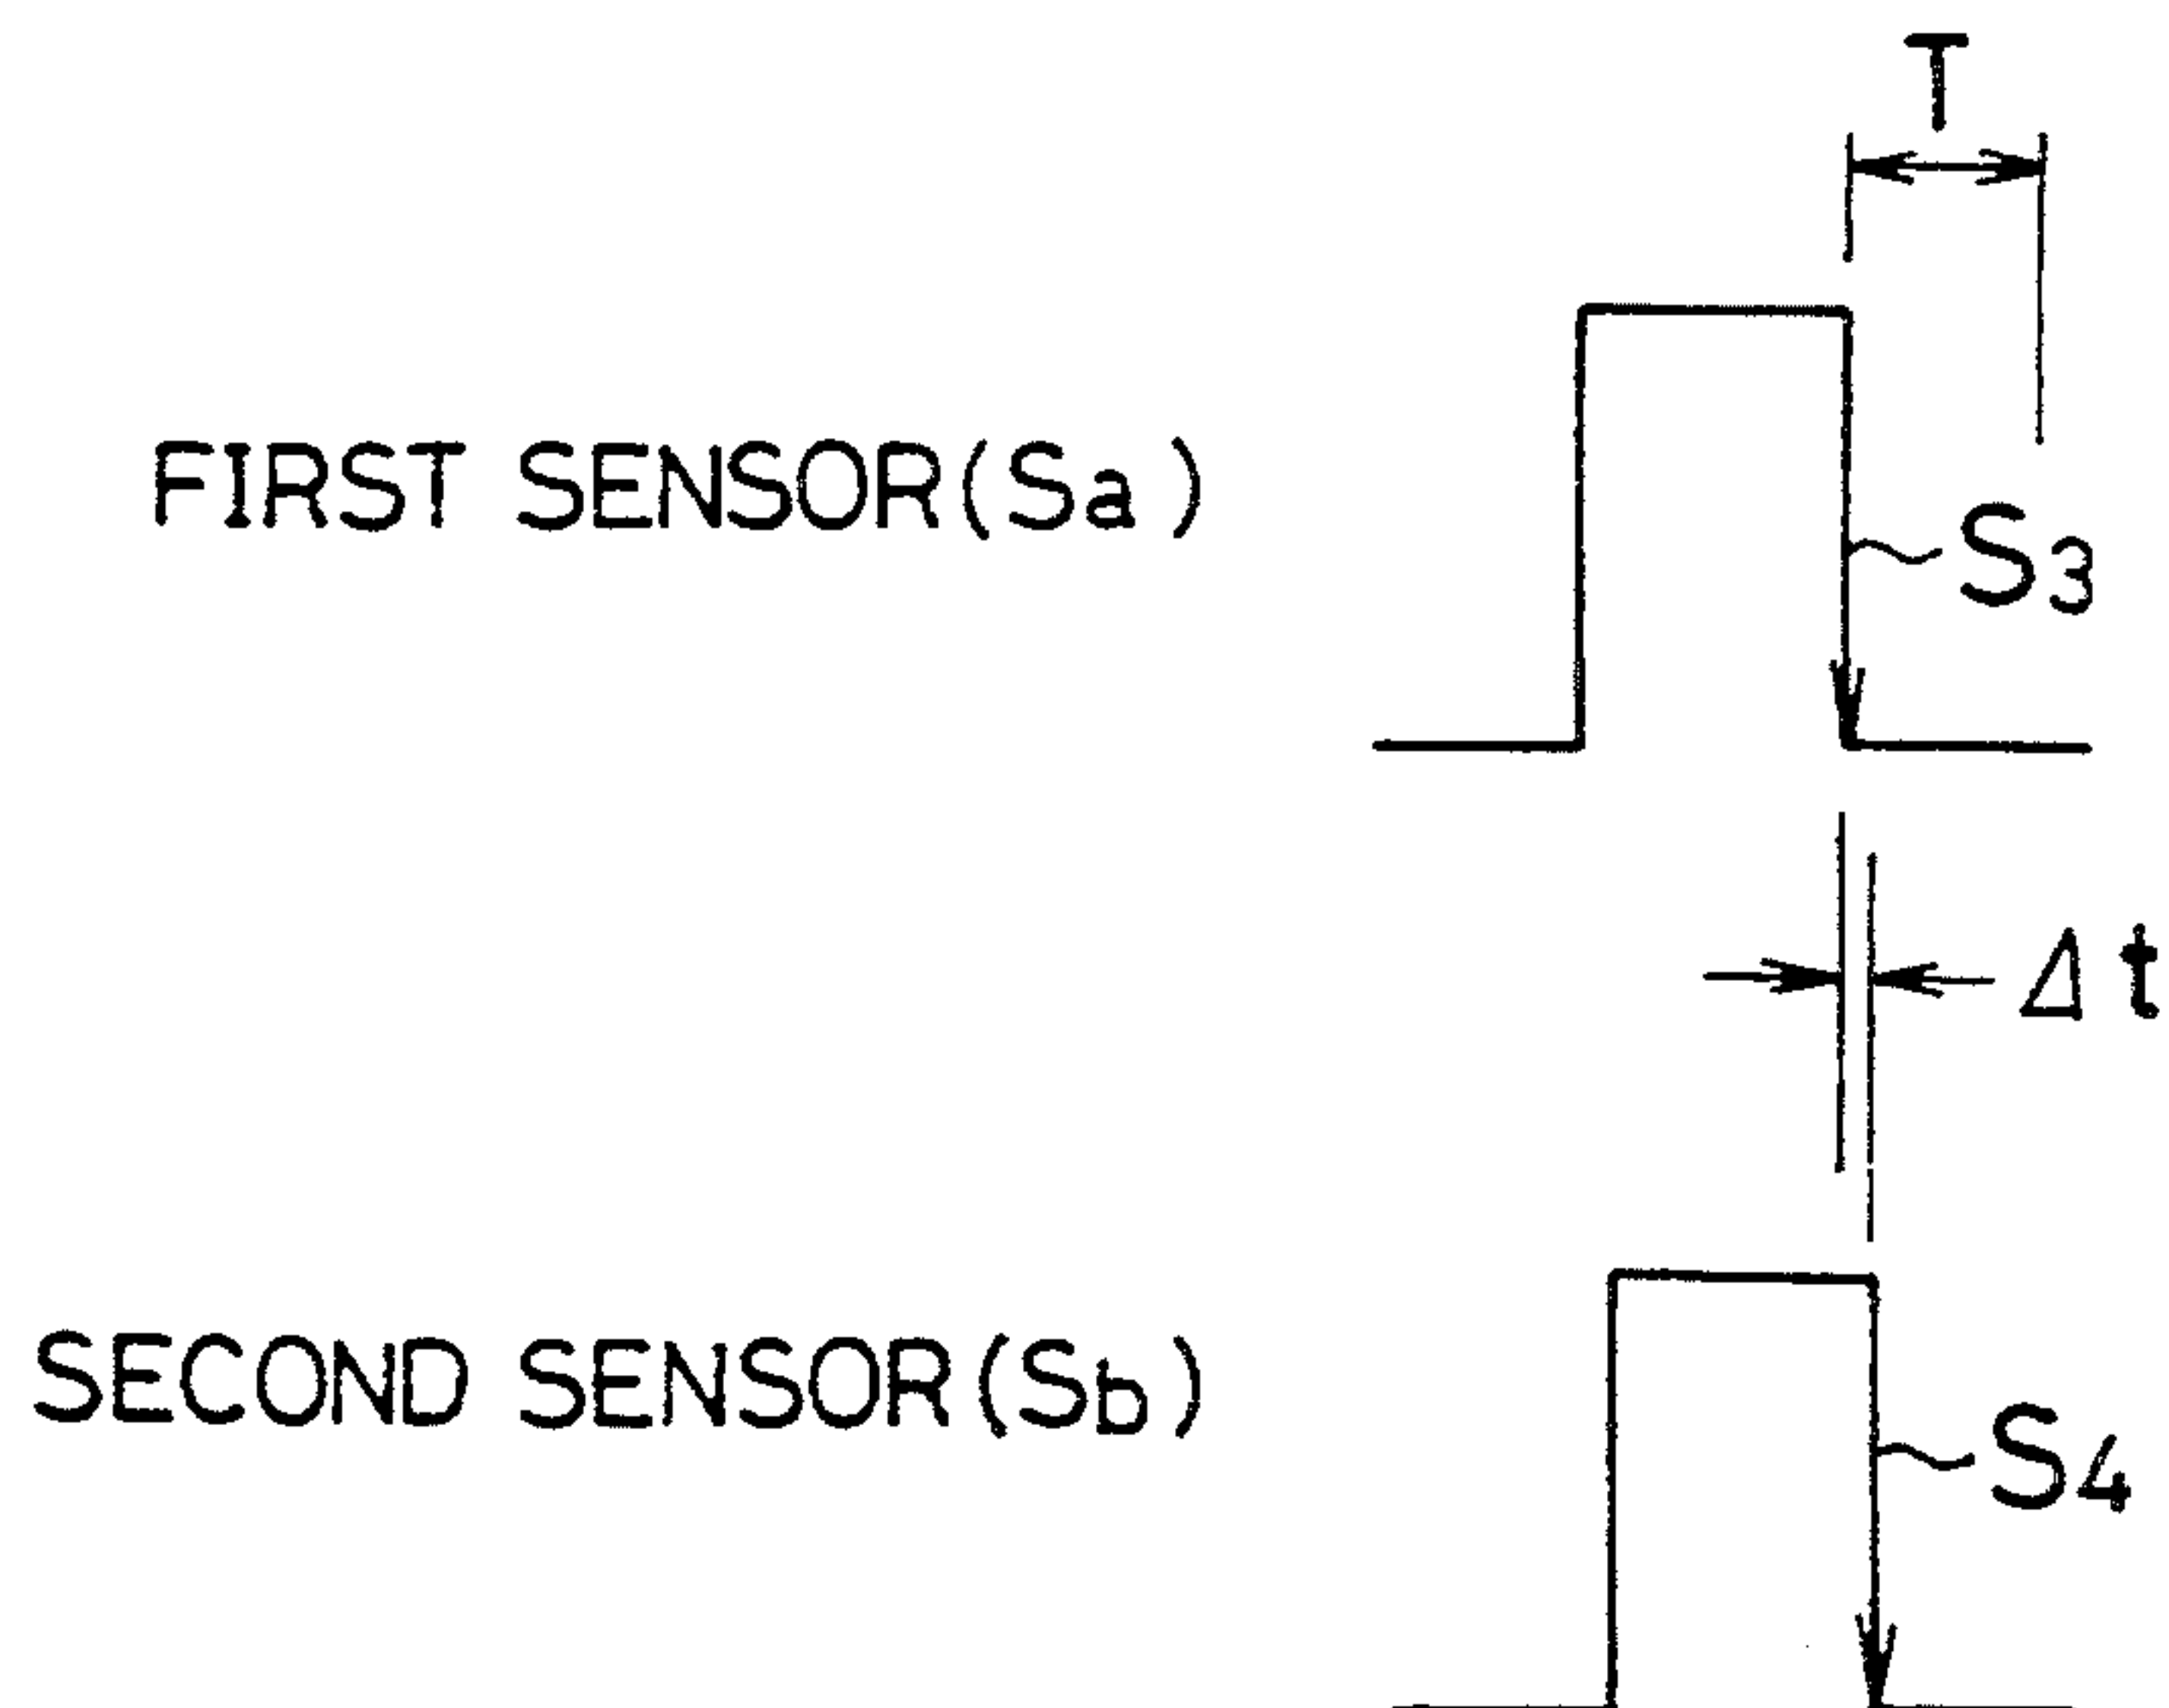 T
FIRST SENSOR(Sa)
S3
Δt
SECOND SENSOR(Sb)
S4